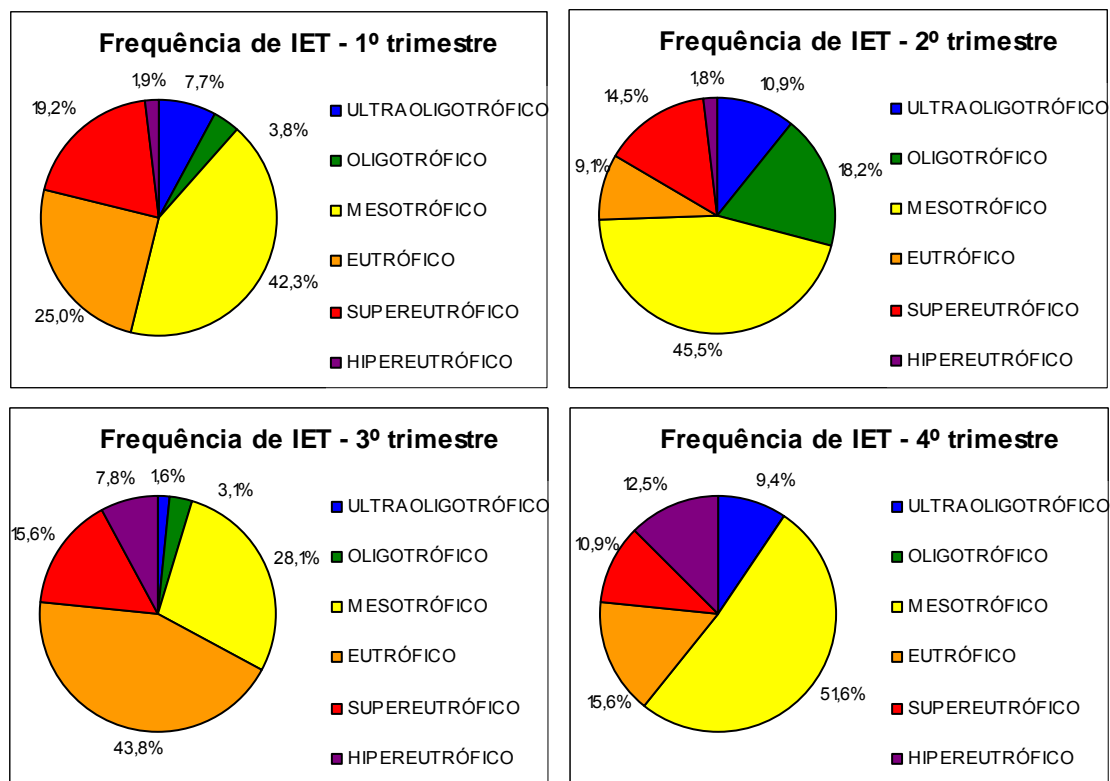 Frequência de IET - 1º trimestre
1,9%
7,7%
19,2%
3,8%
42,3%
25,0%
ULTRAOLIGOTRÓFICO
OLIGOTRÓFICO
MESOTRÓFICO
EUTRÓFICO
SUPEREUTRÓFICO
HIPEREUTRÓFICO
Frequência de IET - 2º trimestre
1,8%
10,9%
14,5%
9,1%
18,2%
45,5%
ULTRAOLIGOTRÓFICO
OLIGOTRÓFICO
MESOTRÓFICO
EUTRÓFICO
SUPEREUTRÓFICO
HIPEREUTRÓFICO
Frequência de IET - 3º trimestre
7,8%
1,6%
3,1%
15,6%
28,1%
43,8%
ULTRAOLIGOTRÓFICO
OLIGOTRÓFICO
MESOTRÓFICO
EUTRÓFICO
SUPEREUTRÓFICO
HIPEREUTRÓFICO
Frequência de IET - 4º trimestre
12,5%
9,4%
10,9%
15,6%
51,6%
ULTRAOLIGOTRÓFICO
OLIGOTRÓFICO
MESOTRÓFICO
EUTRÓFICO
SUPEREUTRÓFICO
HIPEREUTRÓFICO